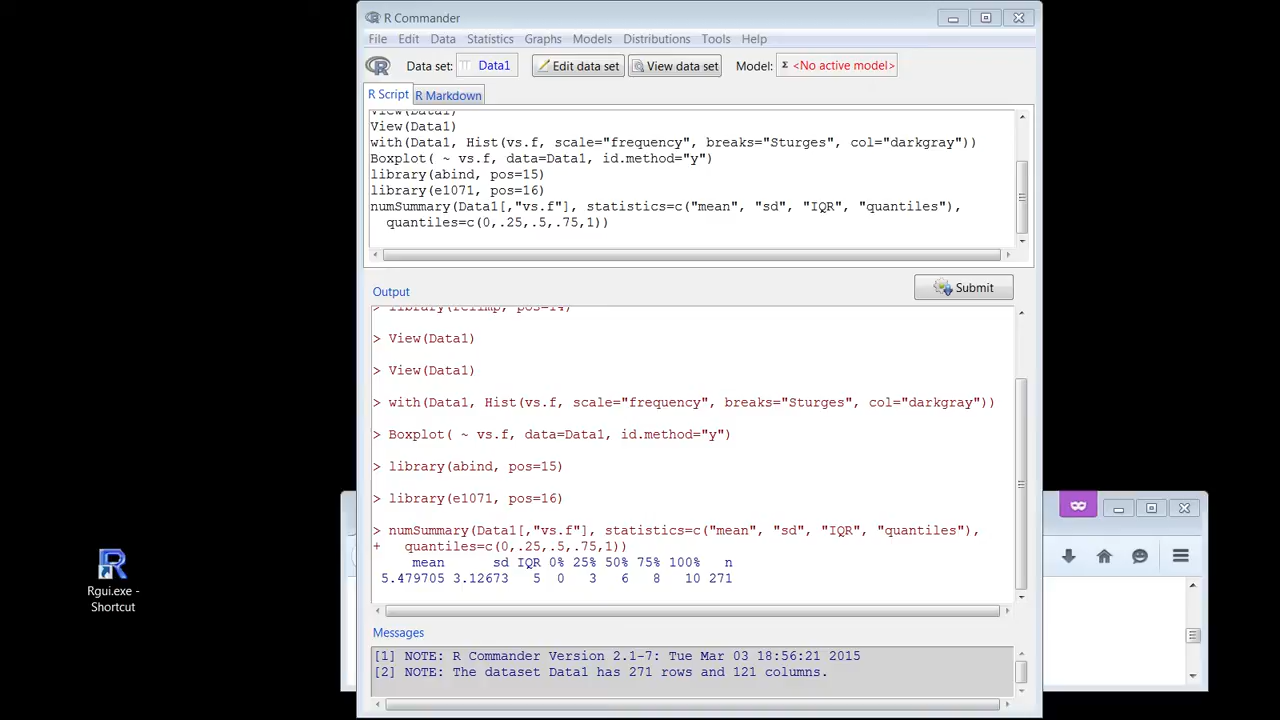 R Commander
File Edit Data Statistics Graphs Models Distributions Tools Help
Data set: Data1 Edit data set View data set Model: Σ <No active model>
R Script R Markdown
View(Data1)
View(Data1)
with(Data1, Hist(vs.f, scale="frequency", breaks="Sturges", col="darkgray"))
Boxplot( ~ vs.f, data=Data1, id.method="y")
library(abind, pos=15)
library(e1071, pos=16)
numSummary(Data1[,"vs.f"], statistics=c("mean", "sd", "IQR", "quantiles"),
quantiles=c(0,.25,.5,.75,1))
Output
Submit
> library(relimp, pos=14)
> View(Data1)
> View(Data1)
> with(Data1, Hist(vs.f, scale="frequency", breaks="Sturges", col="darkgray"))
> Boxplot( ~ vs.f, data=Data1, id.method="y")
> library(abind, pos=15)
> library(e1071, pos=16)
> numSummary(Data1[,"vs.f"], statistics=c("mean", "sd", "IQR", "quantiles"),
+ quantiles=c(0,.25,.5,.75,1))
mean sd IQR 0% 25% 50% 75% 100% n
5.479705 3.12673 5 0 3 6 8 10 271
Messages
[1] NOTE: R Commander Version 2.1-7: Tue Mar 03 18:56:21 2015
[2] NOTE: The dataset Data1 has 271 rows and 121 columns.
Rgui.exe -
Shortcut